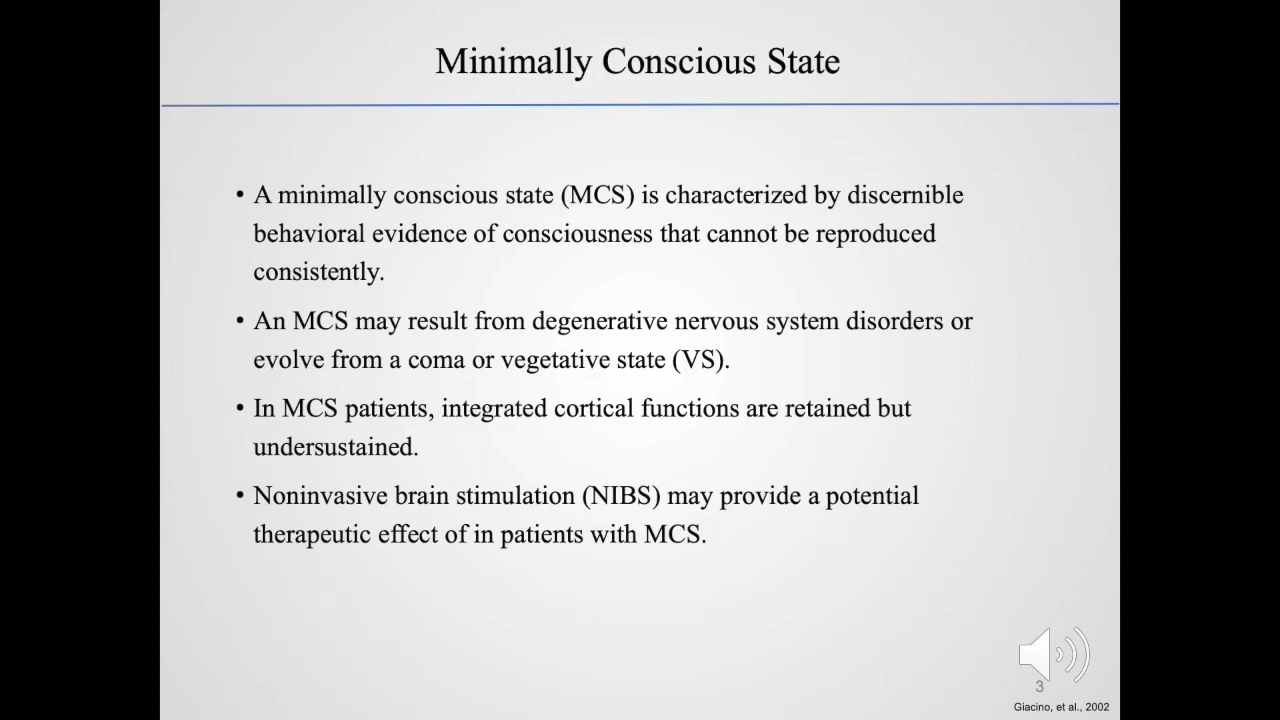 Minimally Conscious State
• A minimally conscious state (MCS) is characterized by discernible
behavioral evidence of consciousness that cannot be reproduced
consistently.
• An MCS may result from degenerative nervous system disorders or
evolve from a coma or vegetative state (VS).
• In MCS patients, integrated cortical functions are retained but
undersustained.
• Noninvasive brain stimulation (NIBS) may provide a potential
therapeutic effect of in patients with MCS.
3
Giacino, et al., 2002